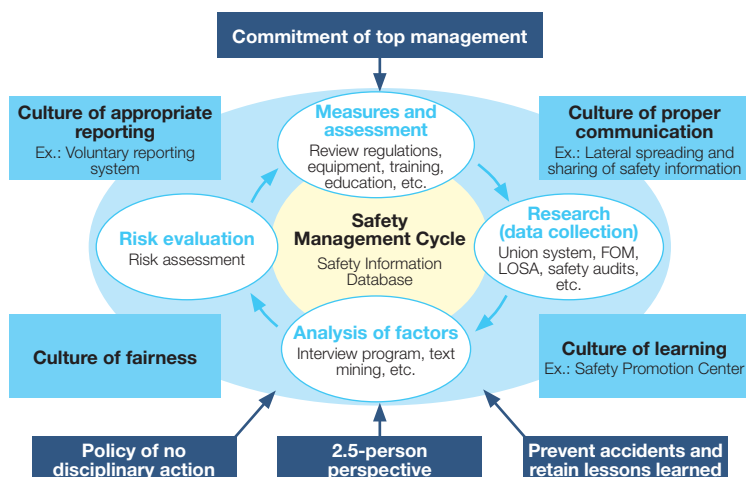 Commitment of top management
Culture of appropriate
reporting
Ex.: Voluntary reporting
system
Measures and
assessment
Review regulations,
equipment, training,
education, etc.
Culture of proper
communication
Ex.: Lateral spreading and
sharing of safety information
Risk evaluation
Risk assessment
Safety
Management Cycle
Safety Information
Database
Research
(data collection)
Union system, FOM,
LOSA, safety audits,
etc.
Analysis of factors
Interview program, text
mining, etc.
Culture of fairness
Culture of learning
Ex.: Safety Promotion Center
Policy of no
disciplinary action
2.5-person
perspective
Prevent accidents and
retain lessons learned